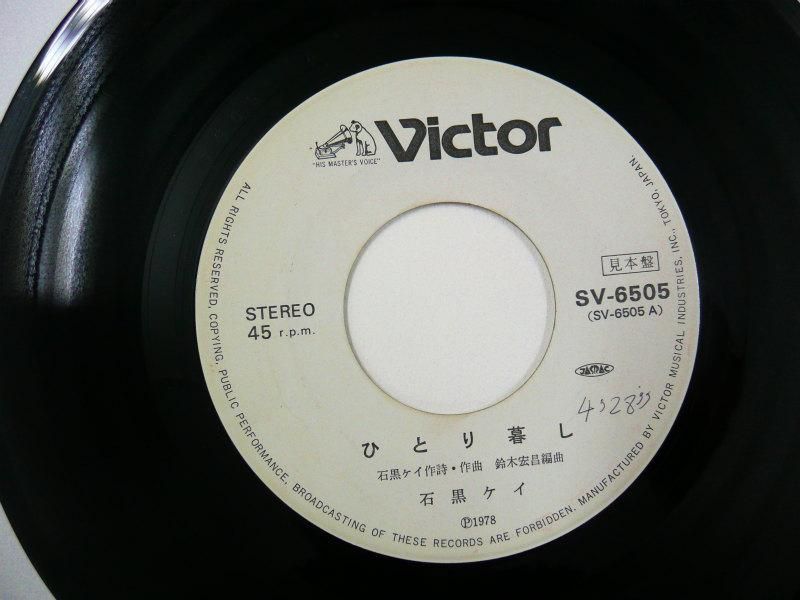 Victor
"HIS MASTER'S VOICE"
見本盤
STEREO
45 r.p.m.
SV-6505
(SV-6505 A)
JASRAC
4'28"
ひとり暮し
石黒ケイ作詩・作曲 鈴木宏昌編曲
石黒ケイ
Ⓟ1978
ALL RIGHTS RESERVED, COPYING, PUBLIC PERFORMANCE, BROADCASTING OF THESE RECORDS ARE FORBIDDEN. MANUFACTURED BY VICTOR MUSICAL INDUSTRIES, INC., TOKYO, JAPAN.